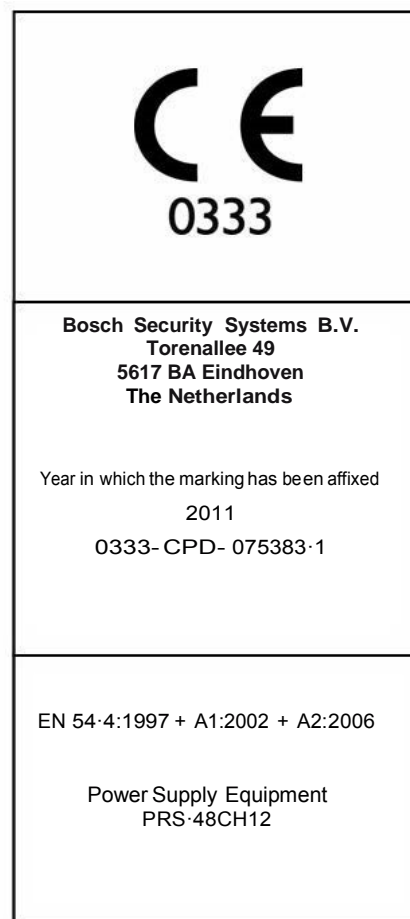 CE
0333
Bosch Security Systems B.V.
Torenallee 49
5617 BA Eindhoven
The Netherlands
Year in which the marking has been affixed
2011
0333-CPD-075383·1
EN 54·4:1997 + A1:2002 + A2:2006
Power Supply Equipment
PRS·48CH12